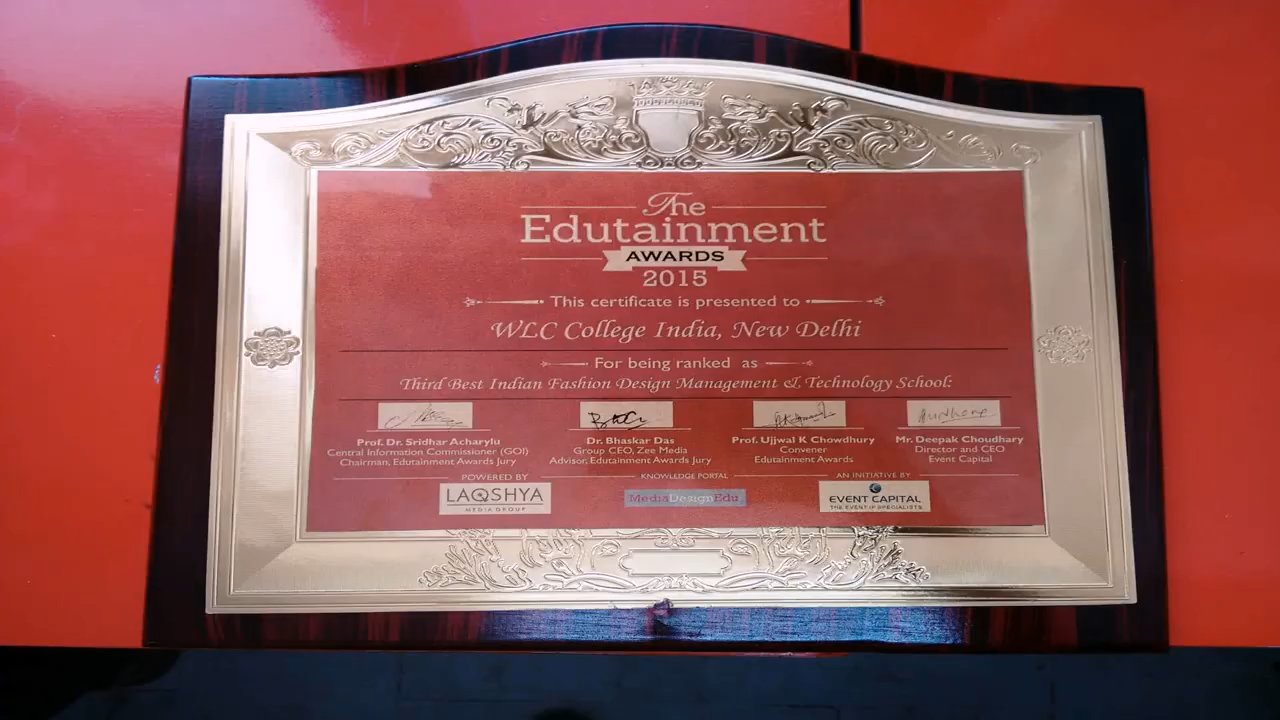 The
Edutainment
AWARDS
2015
This certificate is presented to
WLC College India, New Delhi
For being ranked as
Third Best Indian Fashion Design Management & Technology School:
Prof. Dr. Sridhar Acharylu
Central Information Commissioner (GOI)
Chairman, Edutainment Awards Jury
Dr. Bhaskar Das
Group CEO, Zee Media
Advisor, Edutainment Awards Jury
Prof. Ujjwal K Chowdhury
Convener
Edutainment Awards
Mr. Deepak Choudhary
Director and CEO
Event Capital
POWERED BY
LAQSHYA
MEDIA GROUP
KNOWLEDGE PORTAL
MediaDesignEdu
AN INITIATIVE BY
EVENT CAPITAL
THE EVENT IP SPECIALISTS